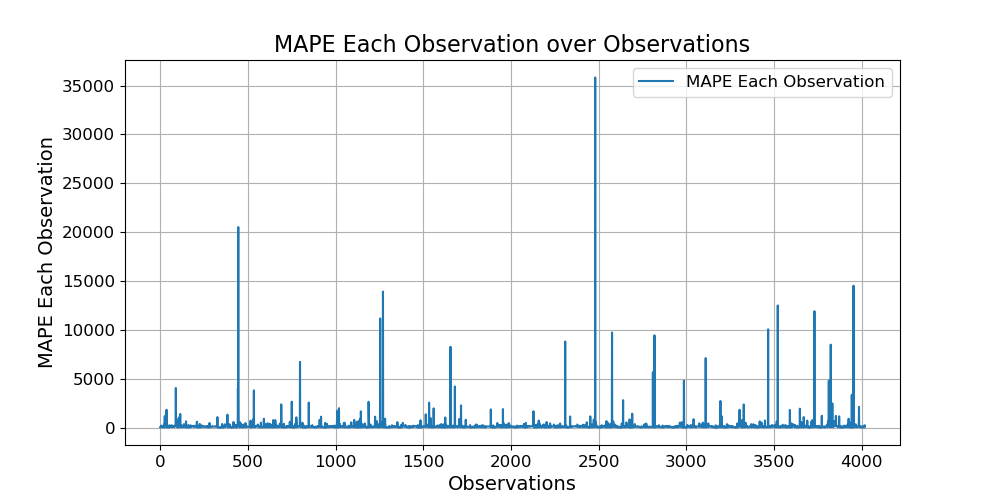 MAPE Each Observation over Observations
MAPE Each Observation
35000
30000
25000
20000
15000
10000
5000
0
MAPE Each Observation
0 500 1000 1500 2000 2500 3000 3500 4000
Observations